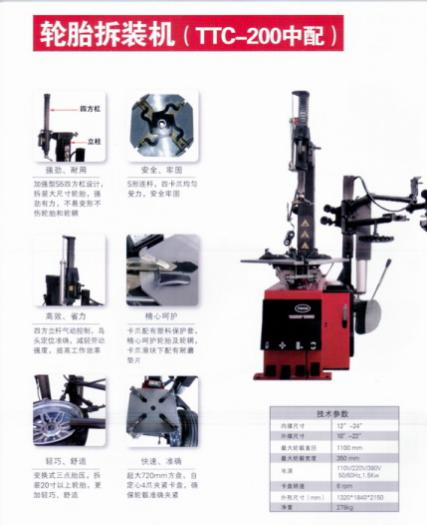 轮胎拆装机（TTC-200中配）
四方杠
立柱
强劲、耐用
加强型S6四方杠设计，
拆装大尺寸轮胎，强
劲有力，不易变形不
伤轮胎和轮辋
安全、牢固
S形连杆，四卡爪均匀
受力，安全牢固
高效、省力
四方立杆气动控制，鸟
头定位准确，减轻劳动
强度，提高工作效率
精心呵护
卡爪配有塑料保护套，
精心呵护轮胎及轮辋，
卡爪滑块下配有耐磨
垫片
轻巧、舒适
变换式三点胎压，拆
装20寸以上轮胎，更
加轻巧、舒适
快速、准确
超大720mm方盘，自
定心4爪夹紧卡盘，确
保轮辋准确夹紧
技术参数
内撑尺寸 12"-24"
外撑尺寸 10"-22"
最大轮辋直径 1100 mm
最大轮辋宽度 350 mm
电源 110V/220V/380V
50/60Hz,1.5Kw
卡盘转速 6 rpm
外形尺寸（mm） 1320*1840*2150
净重 276kg